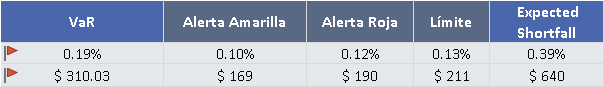 VaR Alerta Amarilla Alerta Roja Límite Expected Shortfall
0.19% 0.10% 0.12% 0.13% 0.39%
$ 310.03 $ 169 $ 190 $ 211 $ 640